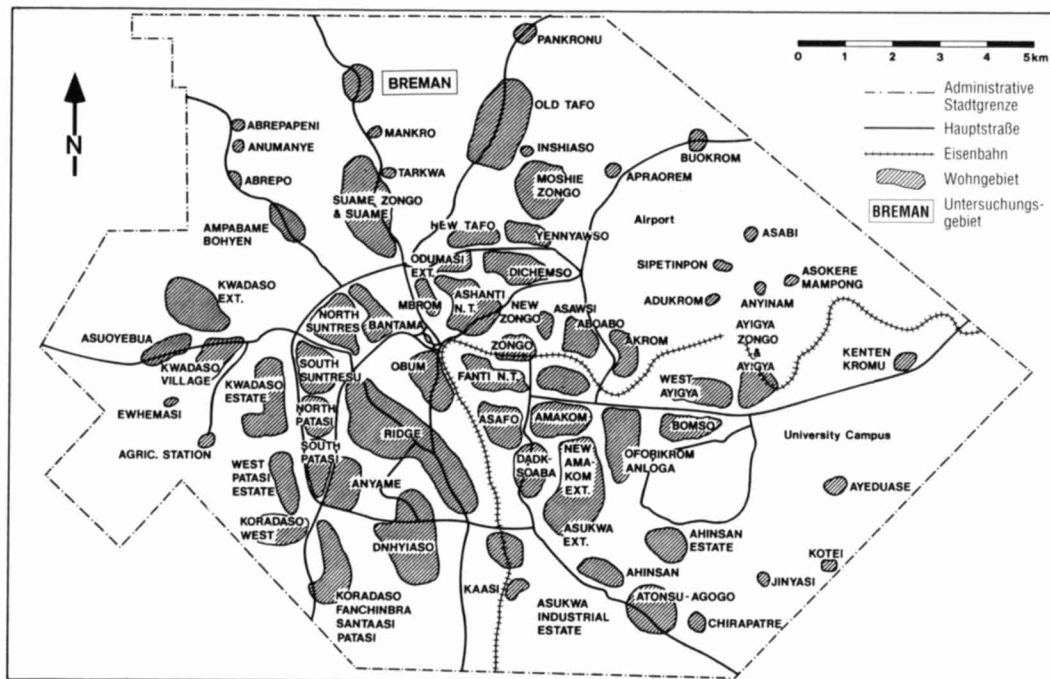 PANKRONU
BREMAN
OLD TAFO
ABREPAPENI
MANKRO
ANUMANYE
INSHIASO
BUOKROM
ABREPO
TARKWA
MOSHIE
ZONGO
APRAOREM
SUAME ZONGO
& SUAME
AMPABAME
BOHYEN
NEW TAFO
YENNYAWSO
Airport
ASABI
ODUMASI
EXT.
DICHEMSO
SIPETINPON
ASOKERE
MAMPONG
KWADASO
EXT.
MBROM
ASHANTI
N.T.
NEW
ZONGO
ASAWSI
ADUKROM
ANYINAM
NORTH
SUNTRES
BANTAMA
ABOABO
AYIGYA
ZONGO
&
AYIGYA
ASUOYEBUA
ZONGO
AKROM
KENTEN
KROMU
KWADASO
VILLAGE
SOUTH
SUNTRESU
OBUM
FANTI N.T.
WEST
AYIGYA
KWADASO
ESTATE
EWHEMASI
NORTH
PATASI
ASAFO
AMAKOM
BOMSO
RIDGE
University Campus
AGRIC. STATION
SOUTH
PATASI
DADK-
SOABA
NEW
AMA-
KOM
EXT.
OFORIKROM
ANLOGA
WEST
PATASI
ESTATE
ANYAME
AYEDUASE
KORADASO
WEST
ASUKWA
EXT.
AHINSAN
ESTATE
DNHYIASO
KOTEI
KAASI
AHINSAN
JINYASI
KORADASO
FANCHINBRA
SANTAASI
PATASI
ASUKWA
INDUSTRIAL
ESTATE
ATONSU-AGOGO
CHIRAPATRE
N
0 1 2 3 4 5km
Administrative
Stadtgrenze
Hauptstraße
Eisenbahn
Wohngebiet
BREMAN Untersuchungs-
gebiet